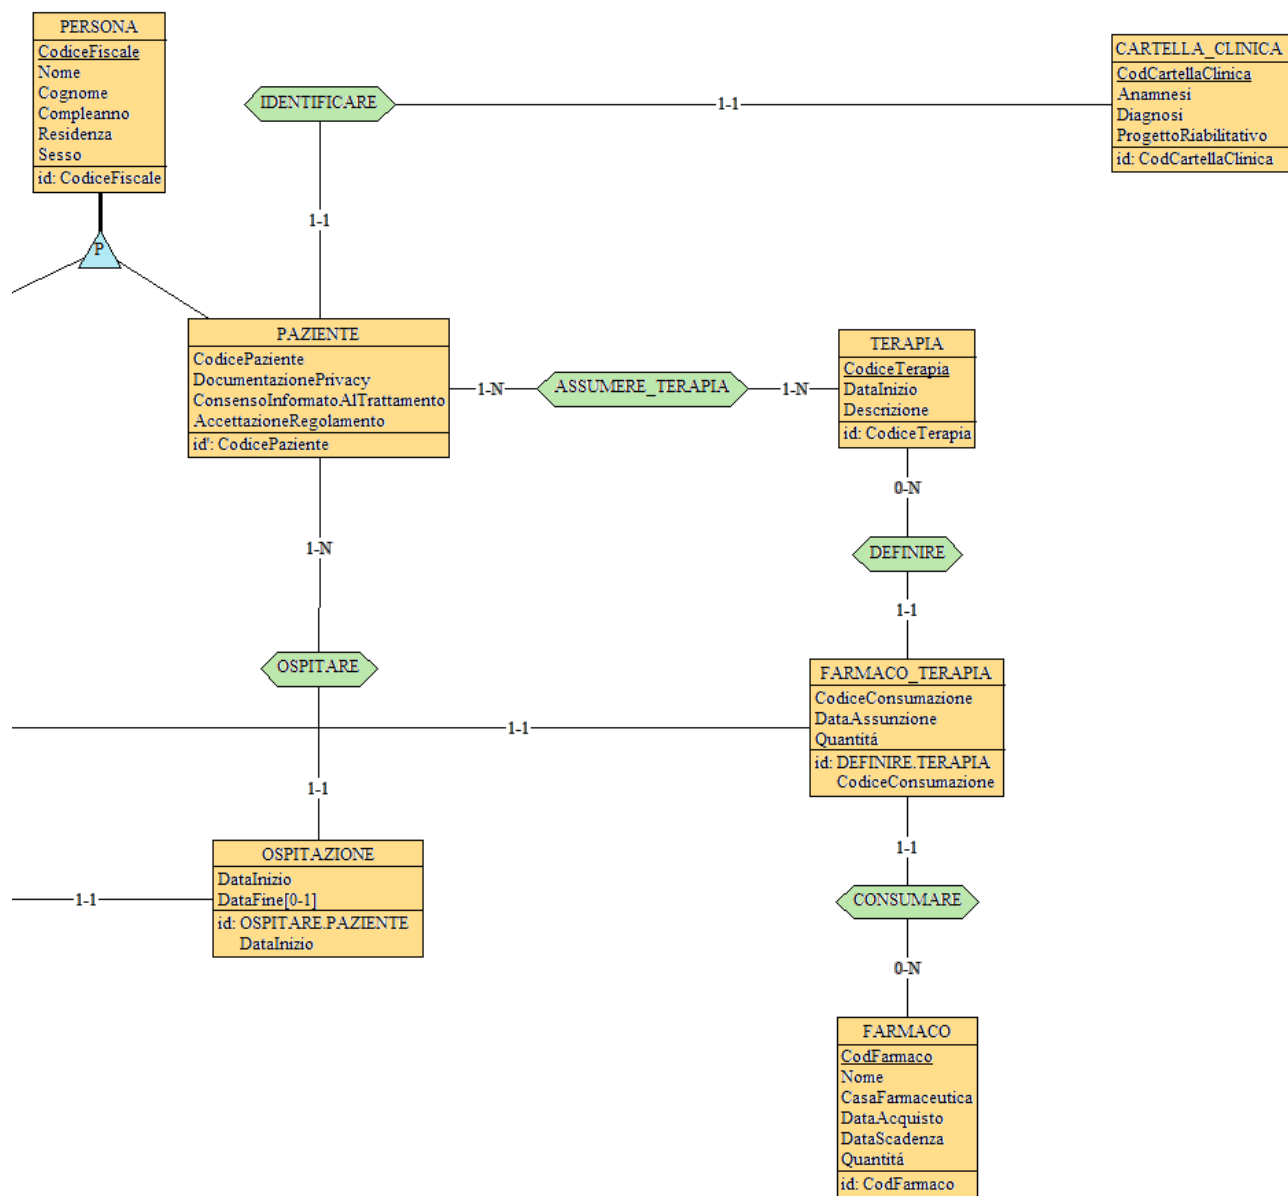 PERSONA
CodiceFiscale
Nome
Cognome
Compleanno
Residenza
Sesso
id: CodiceFiscale
P
IDENTIFICARE
1-1
1-1
CARTELLA_CLINICA
CodCartellaClinica
Anamnesi
Diagnosi
ProgettoRiabilitativo
id: CodCartellaClinica
PAZIENTE
CodicePaziente
DocumentazionePrivacy
ConsensoInformatoAlTrattamento
AccettazioneRegolamento
id': CodicePaziente
1-N
ASSUMERE_TERAPIA
1-N
TERAPIA
CodiceTerapia
DataInizio
Descrizione
id: CodiceTerapia
0-N
DEFINIRE
1-1
1-N
OSPITARE
1-1
FARMACO_TERAPIA
CodiceConsumazione
DataAssunzione
Quantitá
id: DEFINIRE.TERAPIA
CodiceConsumazione
1-1
OSPITAZIONE
DataInizio
DataFine[0-1]
id: OSPITARE.PAZIENTE
DataInizio
1-1
1-1
CONSUMARE
0-N
FARMACO
CodFarmaco
Nome
CasaFarmaceutica
DataAcquisto
DataScadenza
Quantitá
id: CodFarmaco